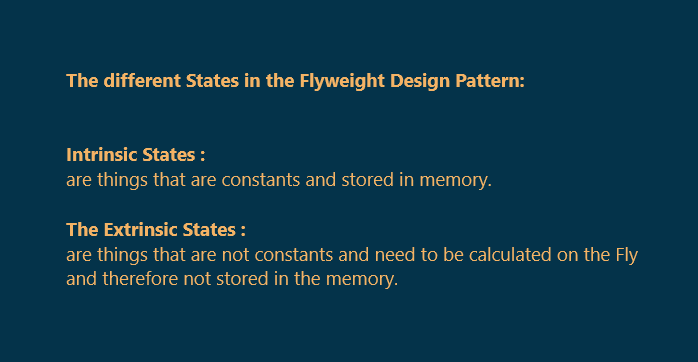 The different States in the Flyweight Design Pattern:
Intrinsic States :
are things that are constants and stored in memory.
The Extrinsic States :
are things that are not constants and need to be calculated on the Fly
and therefore not stored in the memory.